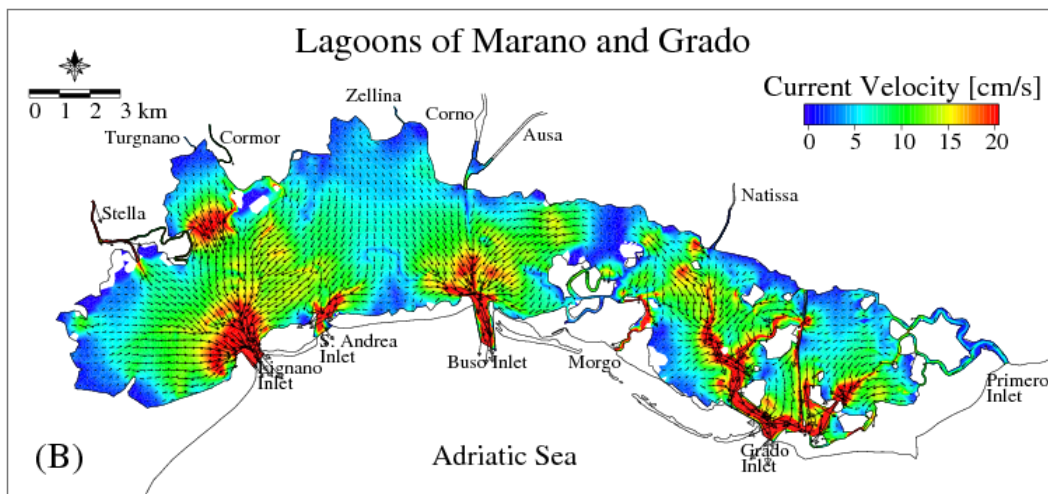 Lagoons of Marano and Grado
0 1 2 3 km
Current Velocity [cm/s]
0 5 10 15 20
Zellina
Corno
Ausa
Turgnano
Cormor
Natissa
Stella
S. Andrea
Inlet
Lignano
Inlet
Buso Inlet
Morgo
Primero
Inlet
Grado
Inlet
(B)
Adriatic Sea